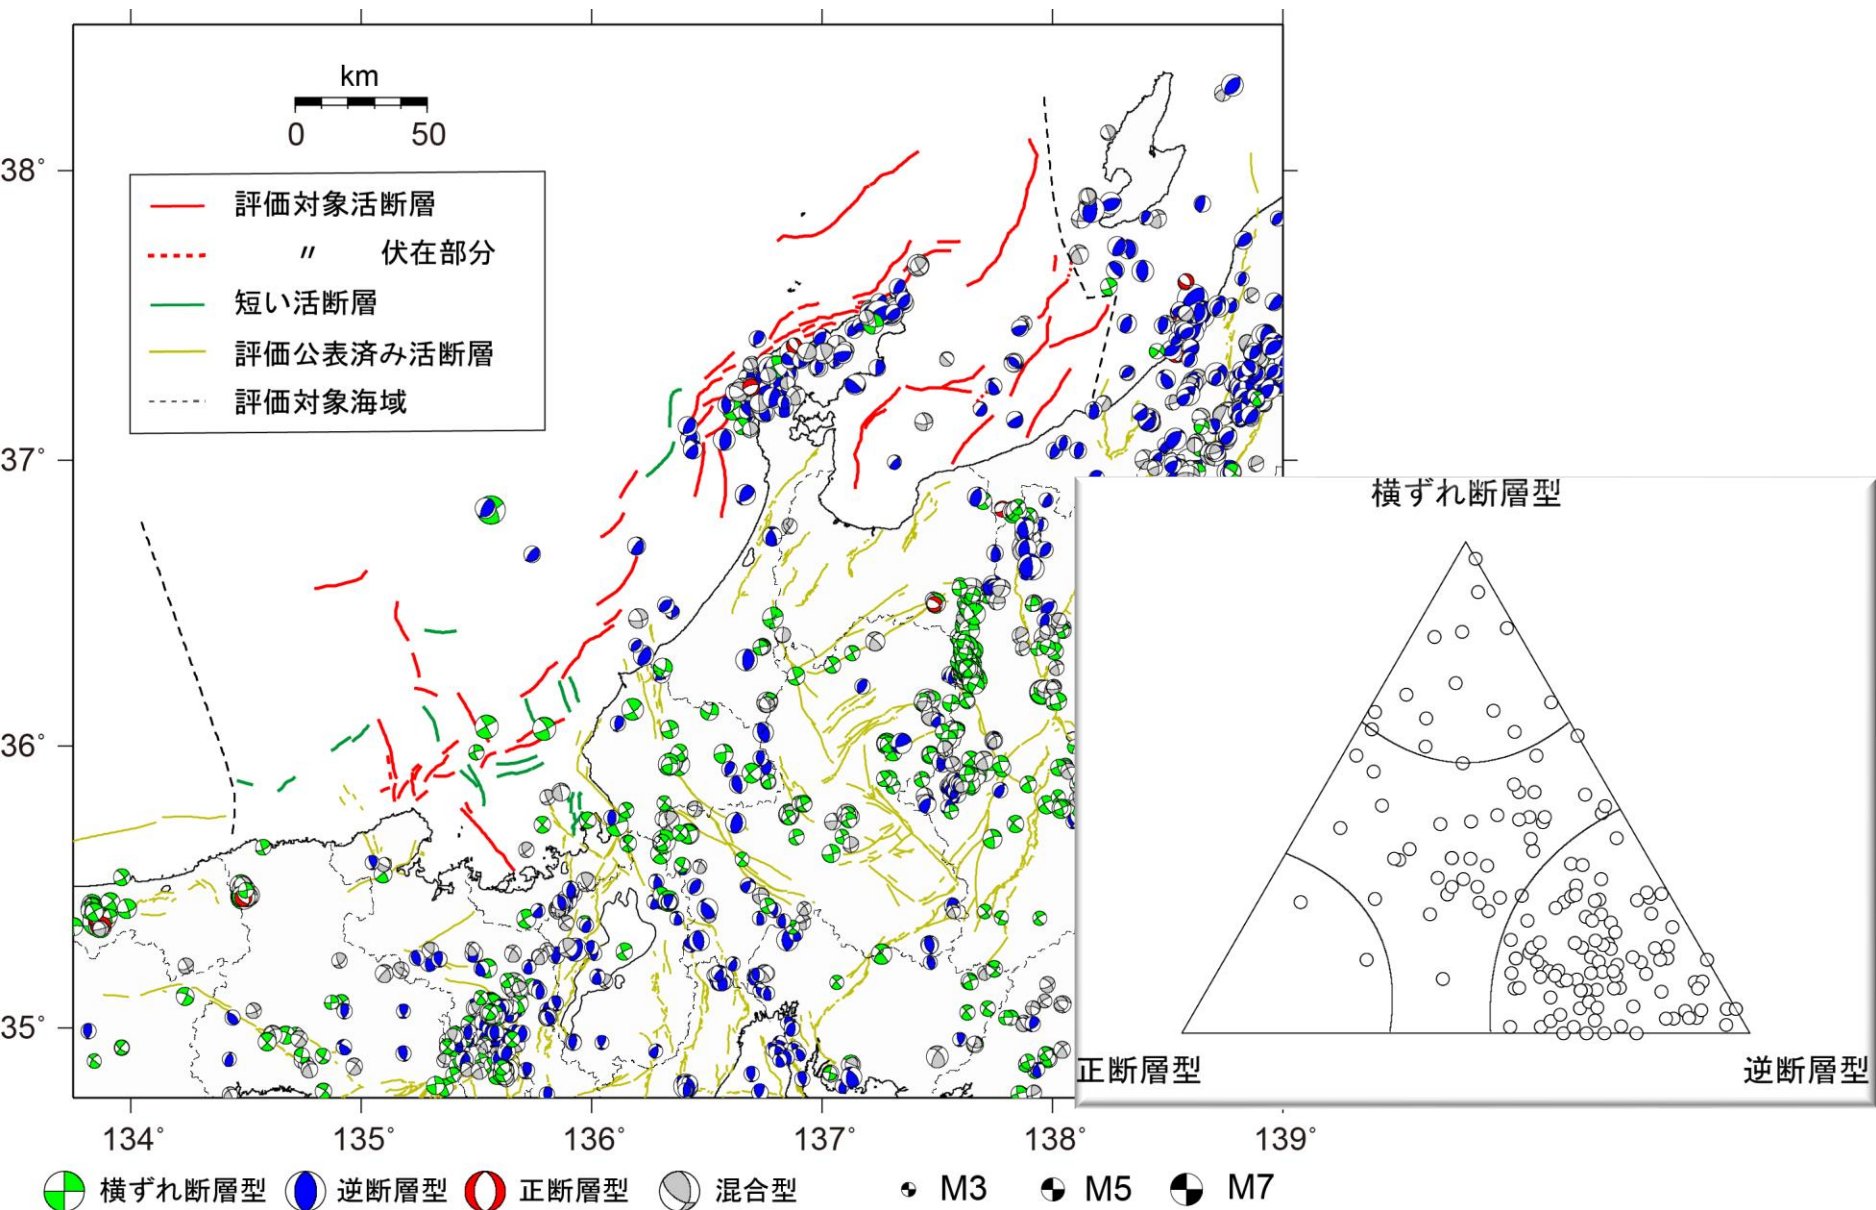 km
0 50
38°
評価対象活断層
〃 伏在部分
短い活断層
評価公表済み活断層
評価対象海域
37°
横ずれ断層型
36°
35°
正断層型 逆断層型
134° 135° 136° 137° 138° 139°
横ずれ断層型 逆断層型 正断層型 混合型 M3 M5 M7